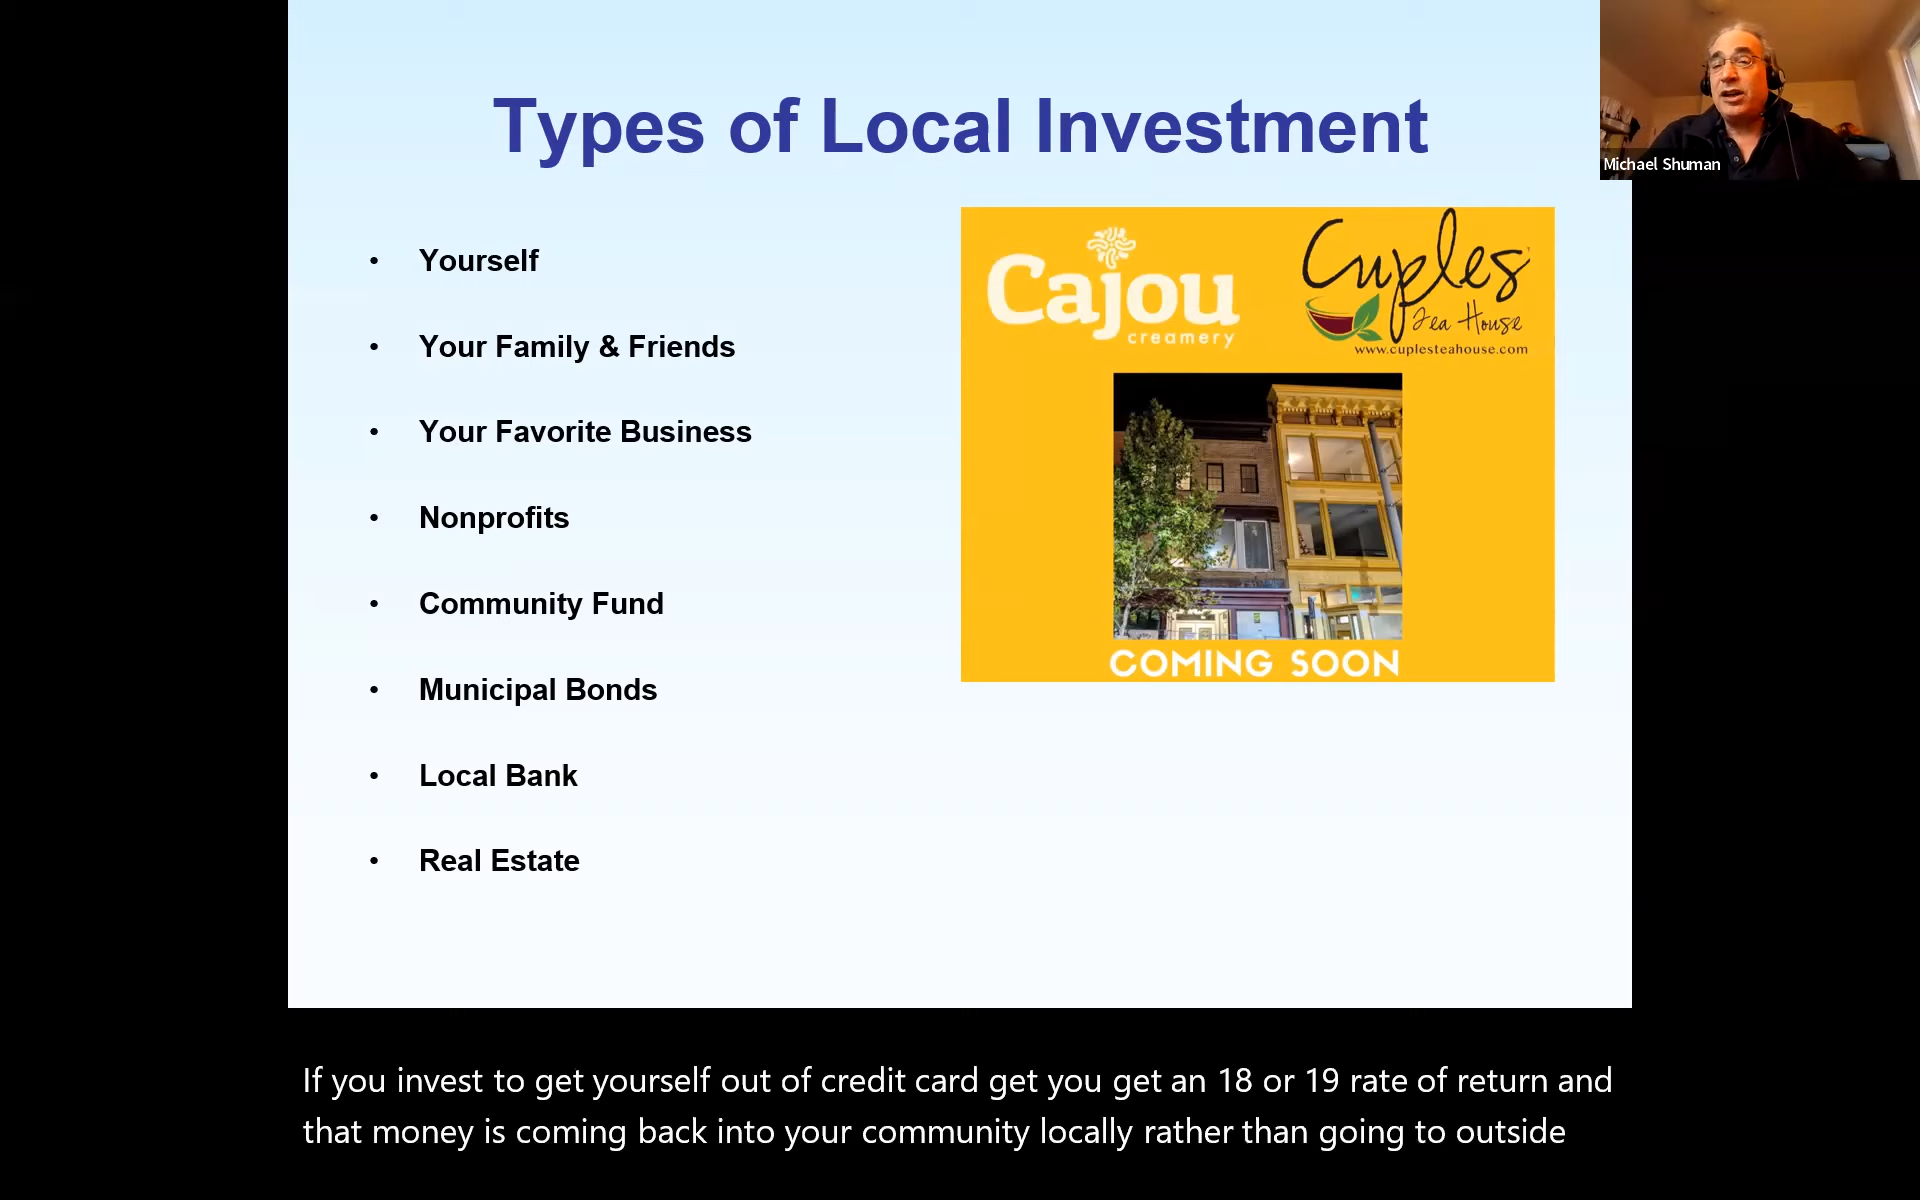 Types of Local Investment
Michael Shuman
• Yourself
• Your Family & Friends
• Your Favorite Business
• Nonprofits
• Community Fund
• Municipal Bonds
• Local Bank
• Real Estate
Cajou
creamery
Cuples
Tea House
www.cuplesteahouse.com
COMING SOON
If you invest to get yourself out of credit card get you get an 18 or 19 rate of return and
that money is coming back into your community locally rather than going to outside